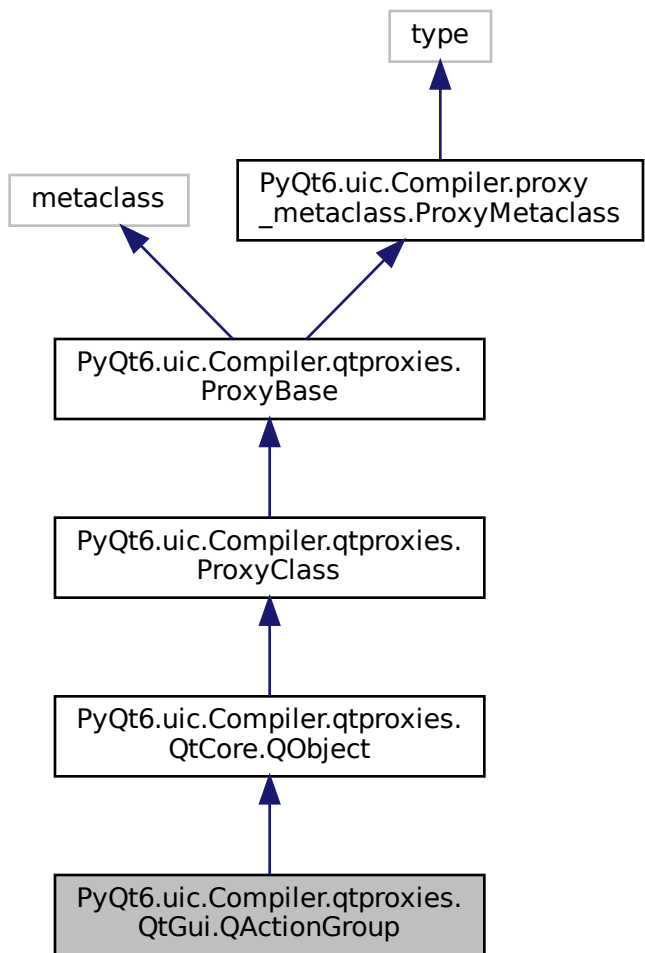 type
metaclass
PyQt6.uic.Compiler.proxy
_metaclass.ProxyMetaclass
PyQt6.uic.Compiler.qtproxies.
ProxyBase
PyQt6.uic.Compiler.qtproxies.
ProxyClass
PyQt6.uic.Compiler.qtproxies.
QtCore.QObject
PyQt6.uic.Compiler.qtproxies.
QtGui.QActionGroup